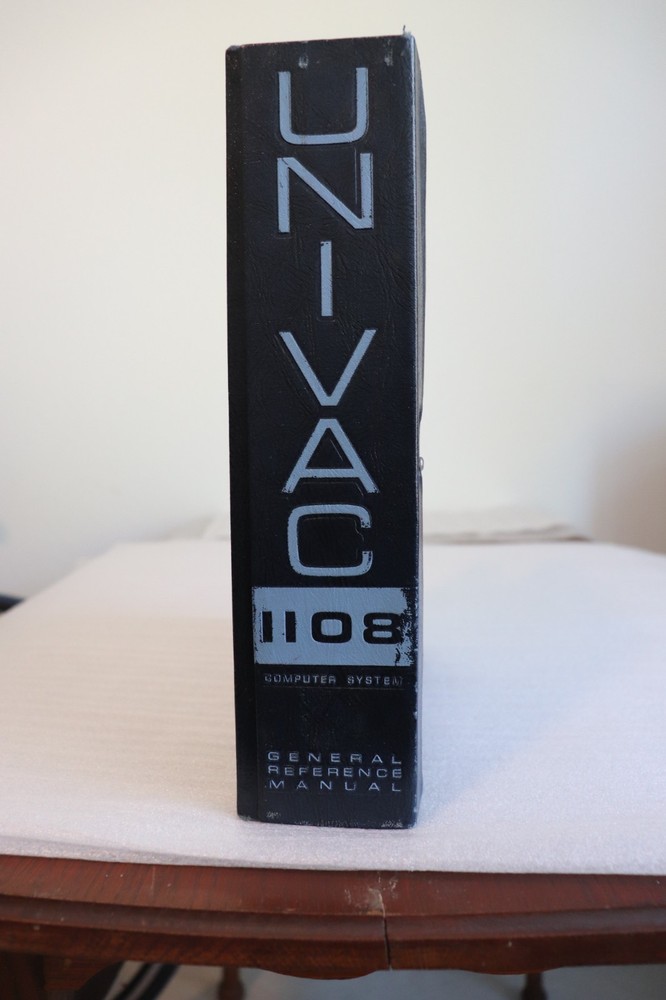 UNIVAC
1108
COMPUTER SYSTEM
GENERAL
REFERENCE
MANUAL